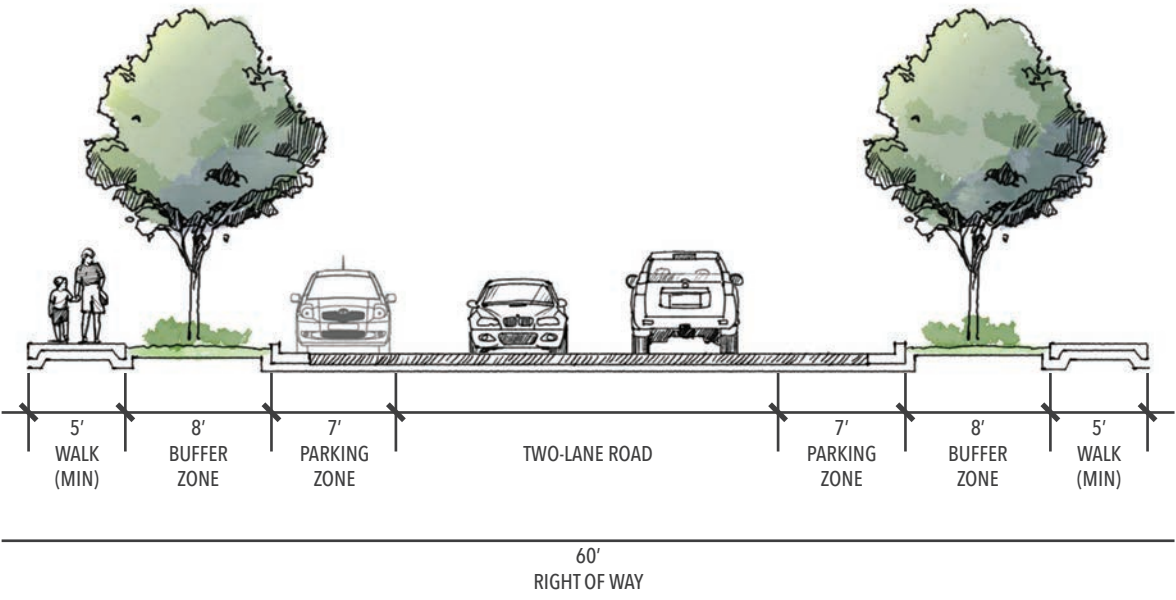 5'
WALK
(MIN)
8'
BUFFER
ZONE
7'
PARKING
ZONE
TWO-LANE ROAD
7'
PARKING
ZONE
8'
BUFFER
ZONE
5'
WALK
(MIN)
60'
RIGHT OF WAY